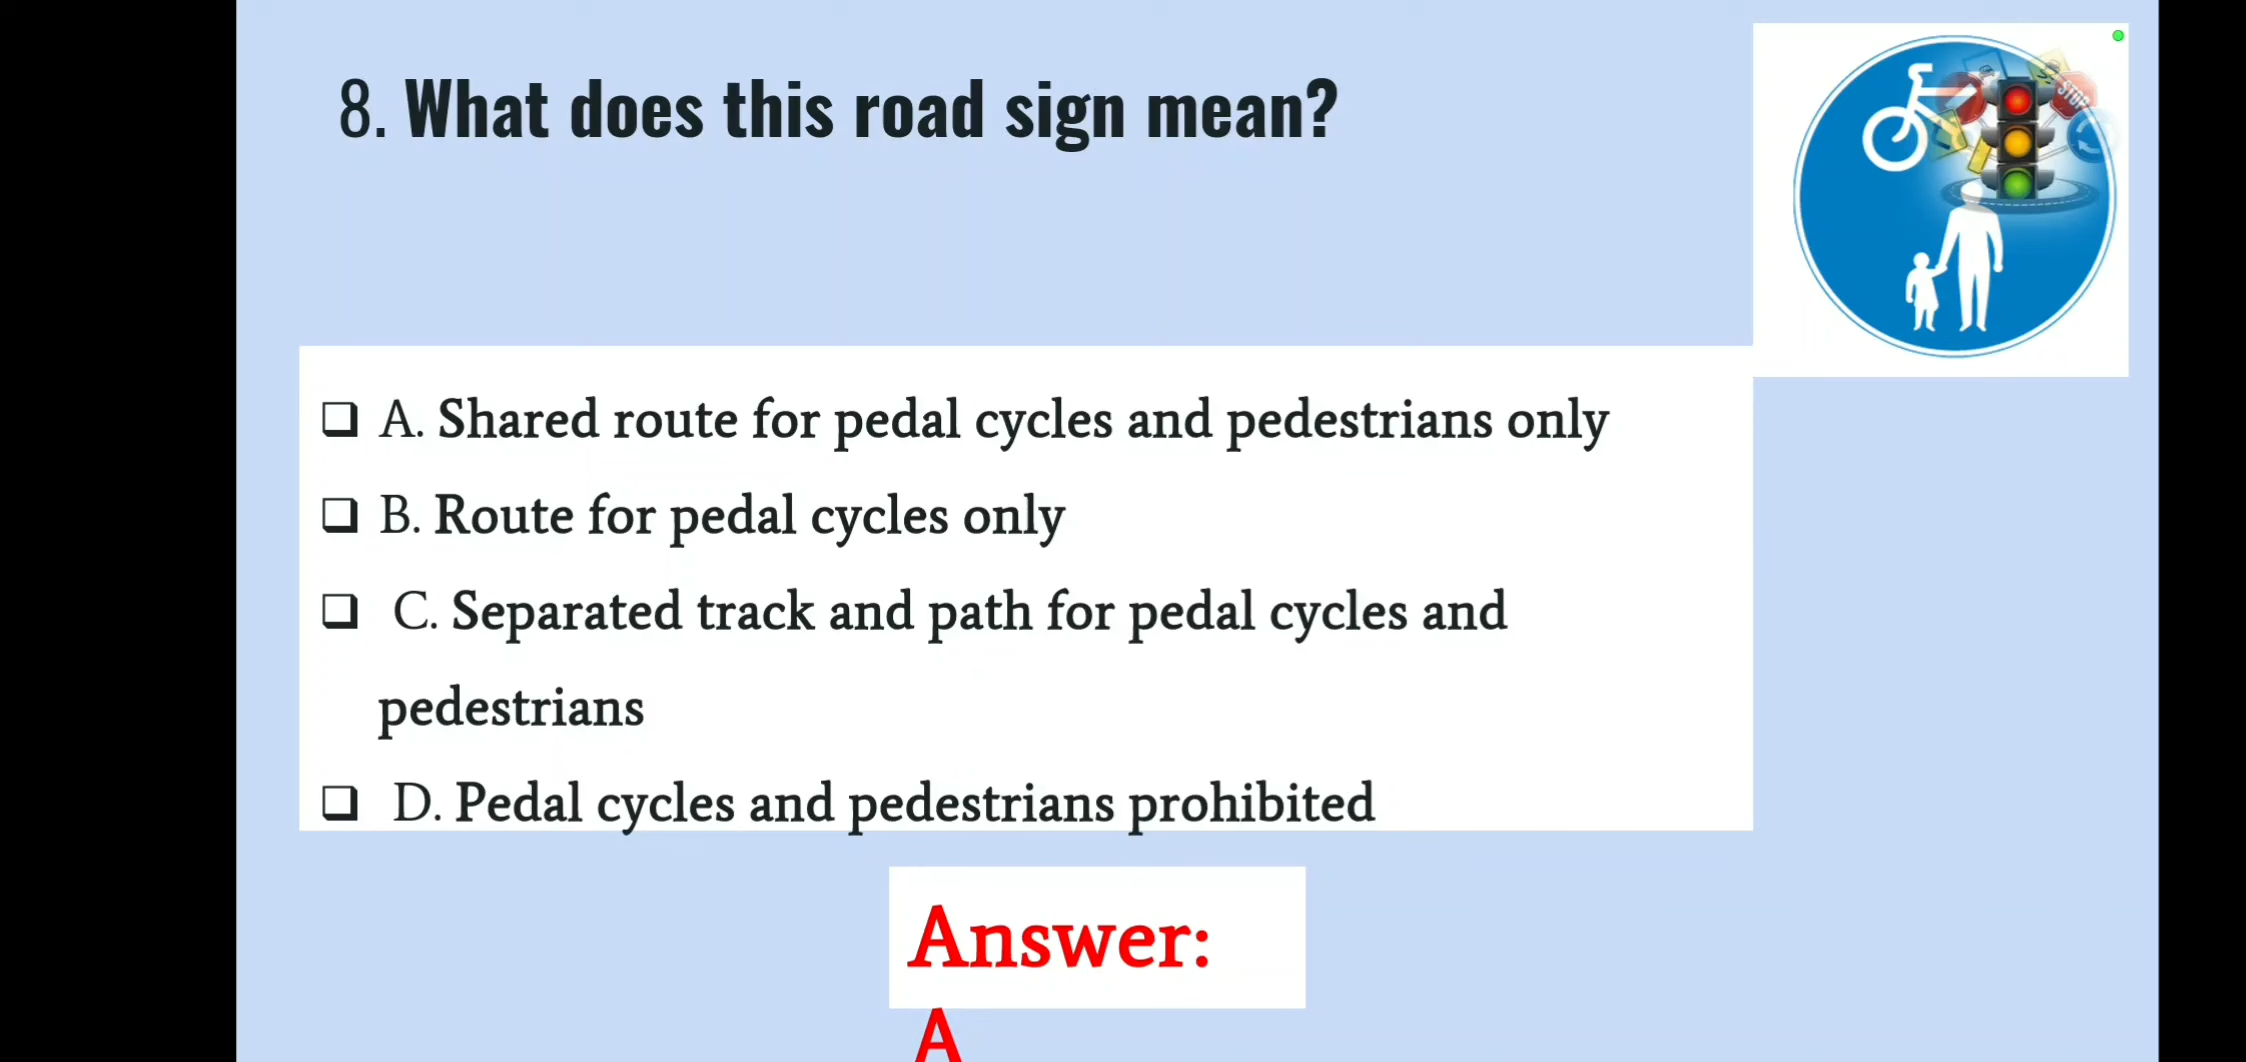 8. What does this road sign mean?
STOP
A. Shared route for pedal cycles and pedestrians only
B. Route for pedal cycles only
C. Separated track and path for pedal cycles and
pedestrians
D. Pedal cycles and pedestrians prohibited
Answer:
A